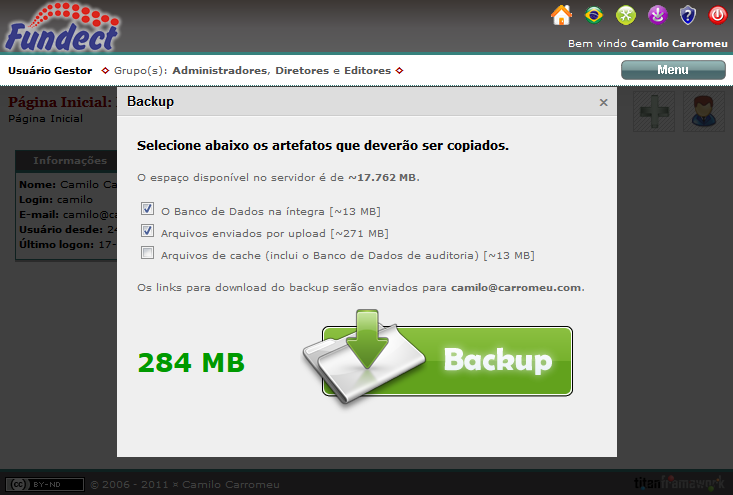 Fundect
Bem vindo Camilo Carromeu
Usuário Gestor Grupo(s): Administradores, Diretores e Editores
Menu
Página Inicial:
Página Inicial
Backup
×
Selecione abaixo os artefatos que deverão ser copiados.
O espaço disponível no servidor é de ~17.762 MB.
O Banco de Dados na íntegra [~13 MB]
Arquivos enviados por upload [~271 MB]
Arquivos de cache (inclui o Banco de Dados de auditoria) [~13 MB]
Os links para download do backup serão enviados para camilo@carromeu.com.
284 MB
Backup
Informações
Nome: Camilo Ca
Login: camilo
E-mail: camilo@ca
Usuário desde: 24
Último logon: 17-
cc BY-ND © 2006 - 2011 ¤ Camilo Carromeu
titanframework